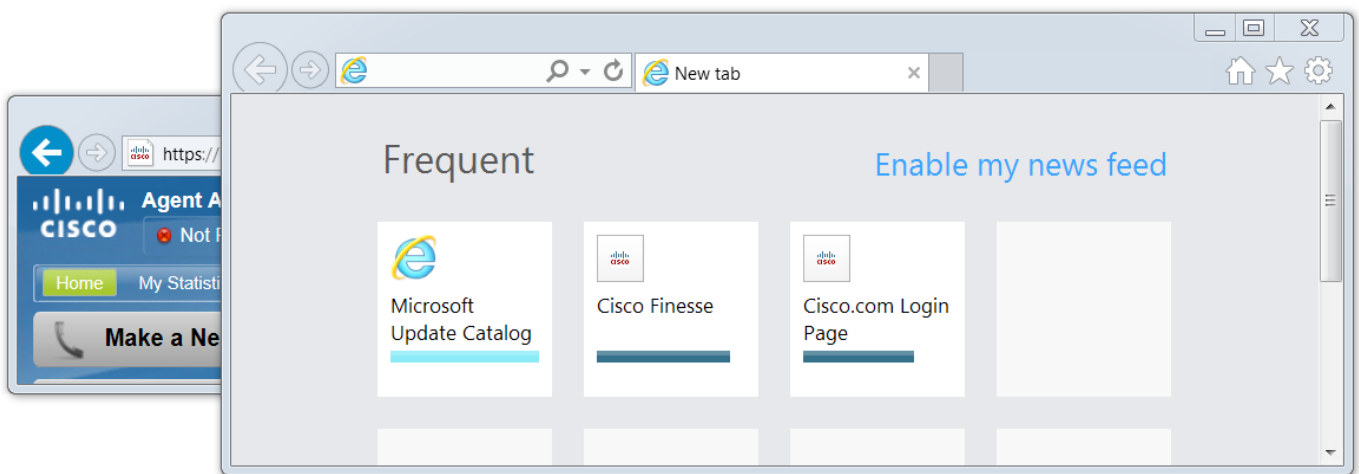 New tab
https://
Frequent
Enable my news feed
Agent A
CISCO
Not
Home My Statisti
Make a Ne
Microsoft
Update Catalog
Cisco Finesse
Cisco.com Login
Page